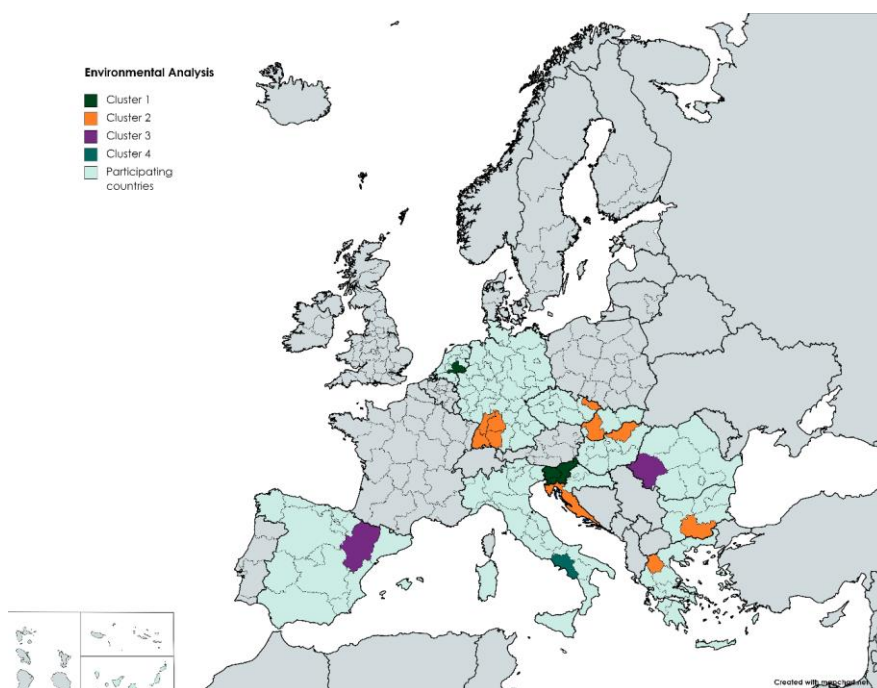 Environmental Analysis
Cluster 1
Cluster 2
Cluster 3
Cluster 4
Participating
countries
Created with mapchart.net